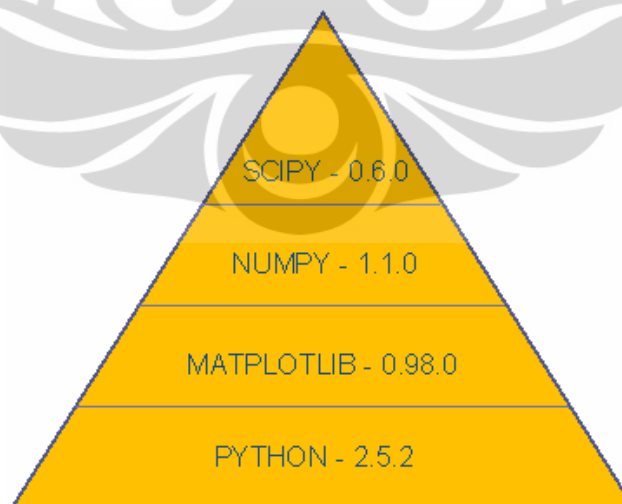 SCIPY - 0.6.0
NUMPY - 1.1.0
MATPLOTLIB - 0.98.0
PYTHON - 2.5.2